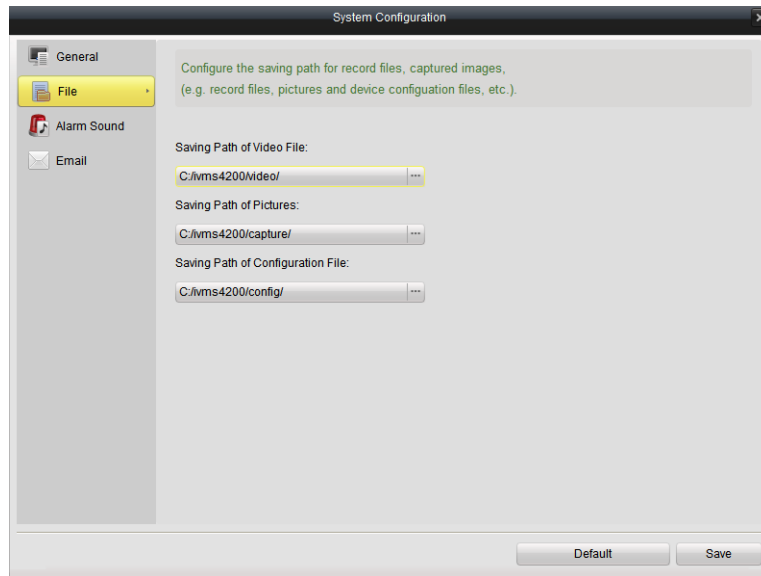 System Configuration
General
File
Alarm Sound
Email
Configure the saving path for record files, captured images,
(e.g. record files, pictures and device configuation files, etc.).
Saving Path of Video File:
C:/ivms4200/video/
Saving Path of Pictures:
C:/ivms4200/capture/
Saving Path of Configuration File:
C:/ivms4200/config/
Default
Save